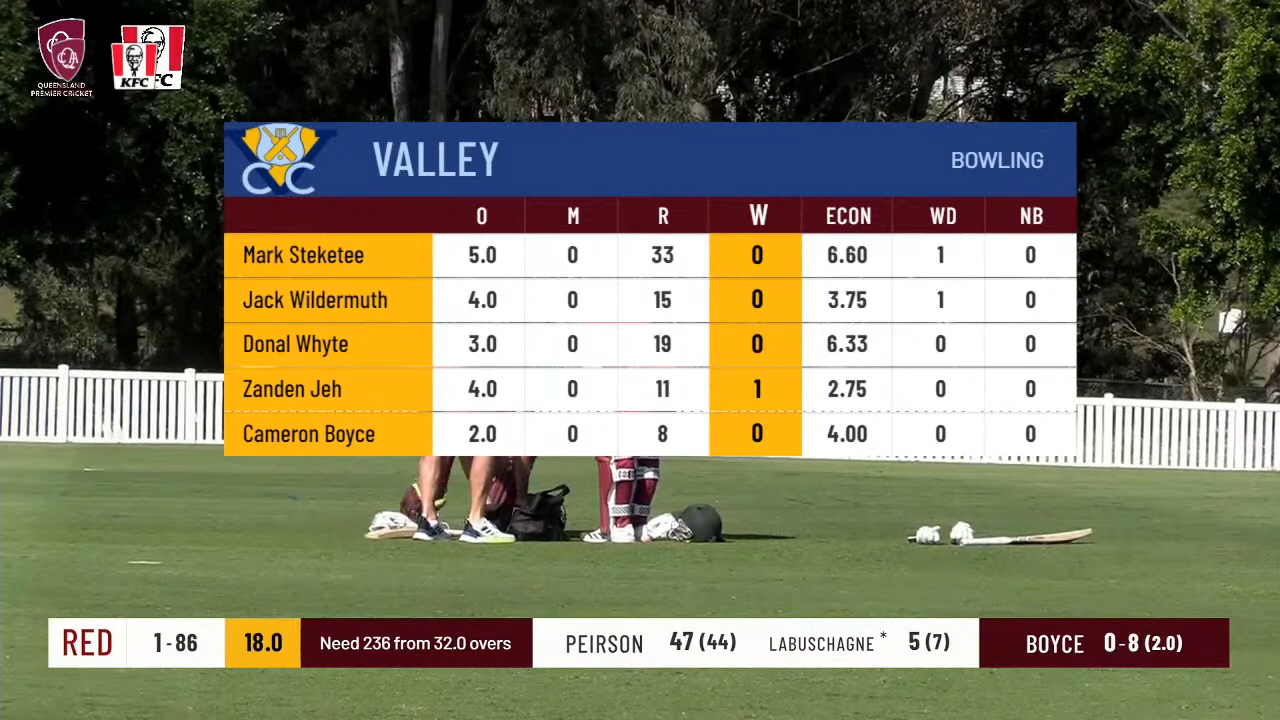 QUEENSLAND
PREMIER CRICKET
KFC
FC
VCC
VALLEY BOWLING
O M R W ECON WD NB
Mark Steketee 5.0 0 33 0 6.60 1 0
Jack Wildermuth 4.0 0 15 0 3.75 1 0
Donal Whyte 3.0 0 19 0 6.33 0 0
Zanden Jeh 4.0 0 11 1 2.75 0 0
Cameron Boyce 2.0 0 8 0 4.00 0 0
RED 1-86 18.0 Need 236 from 32.0 overs PEIRSON 47 (44) LABUSCHAGNE * 5 (7) BOYCE 0-8 (2.0)